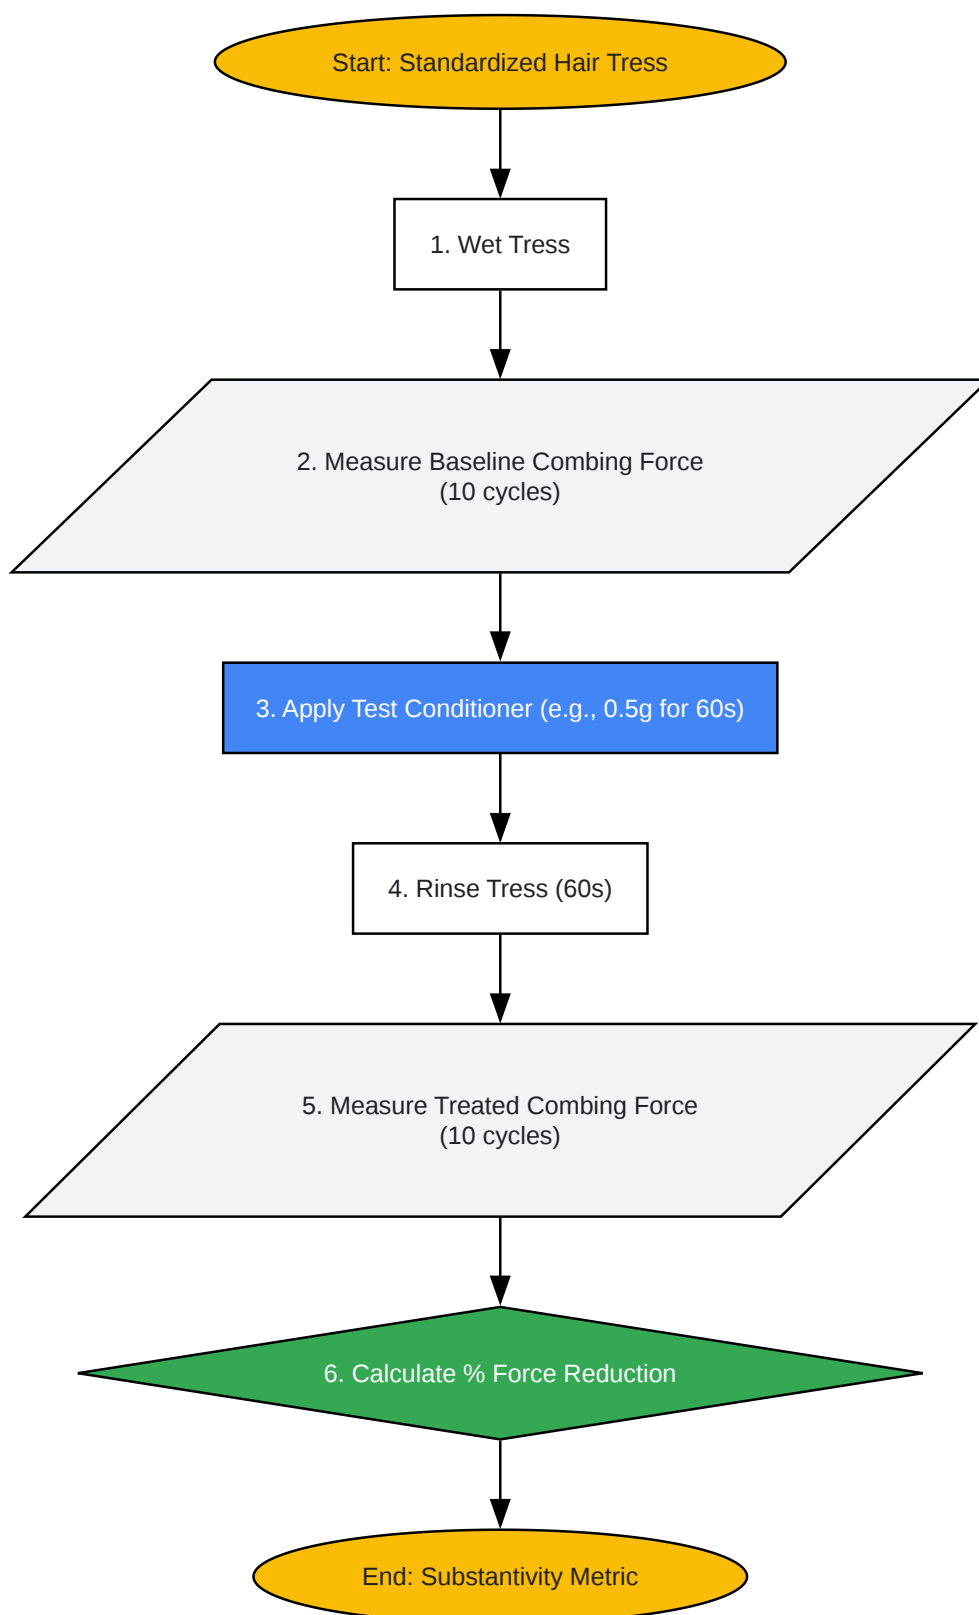 Start: Standardized Hair Tress
1. Wet Tress
2. Measure Baseline Combing Force
(10 cycles)
3. Apply Test Conditioner (e.g., 0.5g for 60s)
4. Rinse Tress (60s)
5. Measure Treated Combing Force
(10 cycles)
6. Calculate % Force Reduction
End: Substantivity Metric